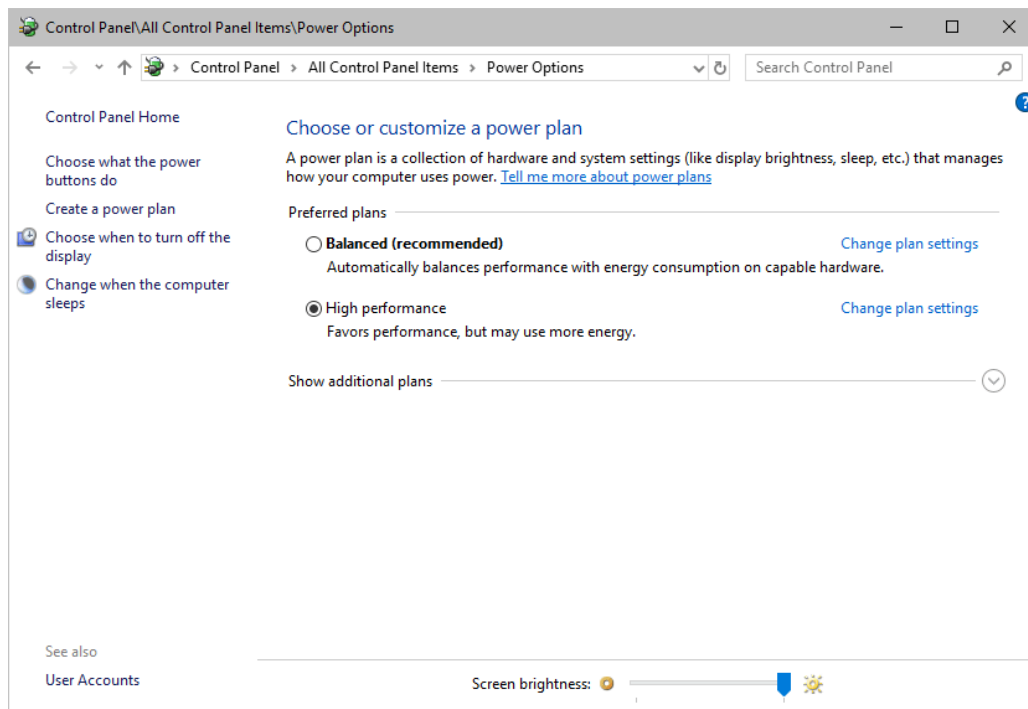 Control Panel\All Control Panel Items\Power Options
Control Panel > All Control Panel Items > Power Options
Search Control Panel
Control Panel Home
Choose what the power
buttons do
Create a power plan
Choose when to turn off the
display
Change when the computer
sleeps
See also
User Accounts
Choose or customize a power plan
A power plan is a collection of hardware and system settings (like display brightness, sleep, etc.) that manages
how your computer uses power. Tell me more about power plans
Preferred plans
Balanced (recommended) Change plan settings
Automatically balances performance with energy consumption on capable hardware.
High performance Change plan settings
Favors performance, but may use more energy.
Show additional plans
Screen brightness: